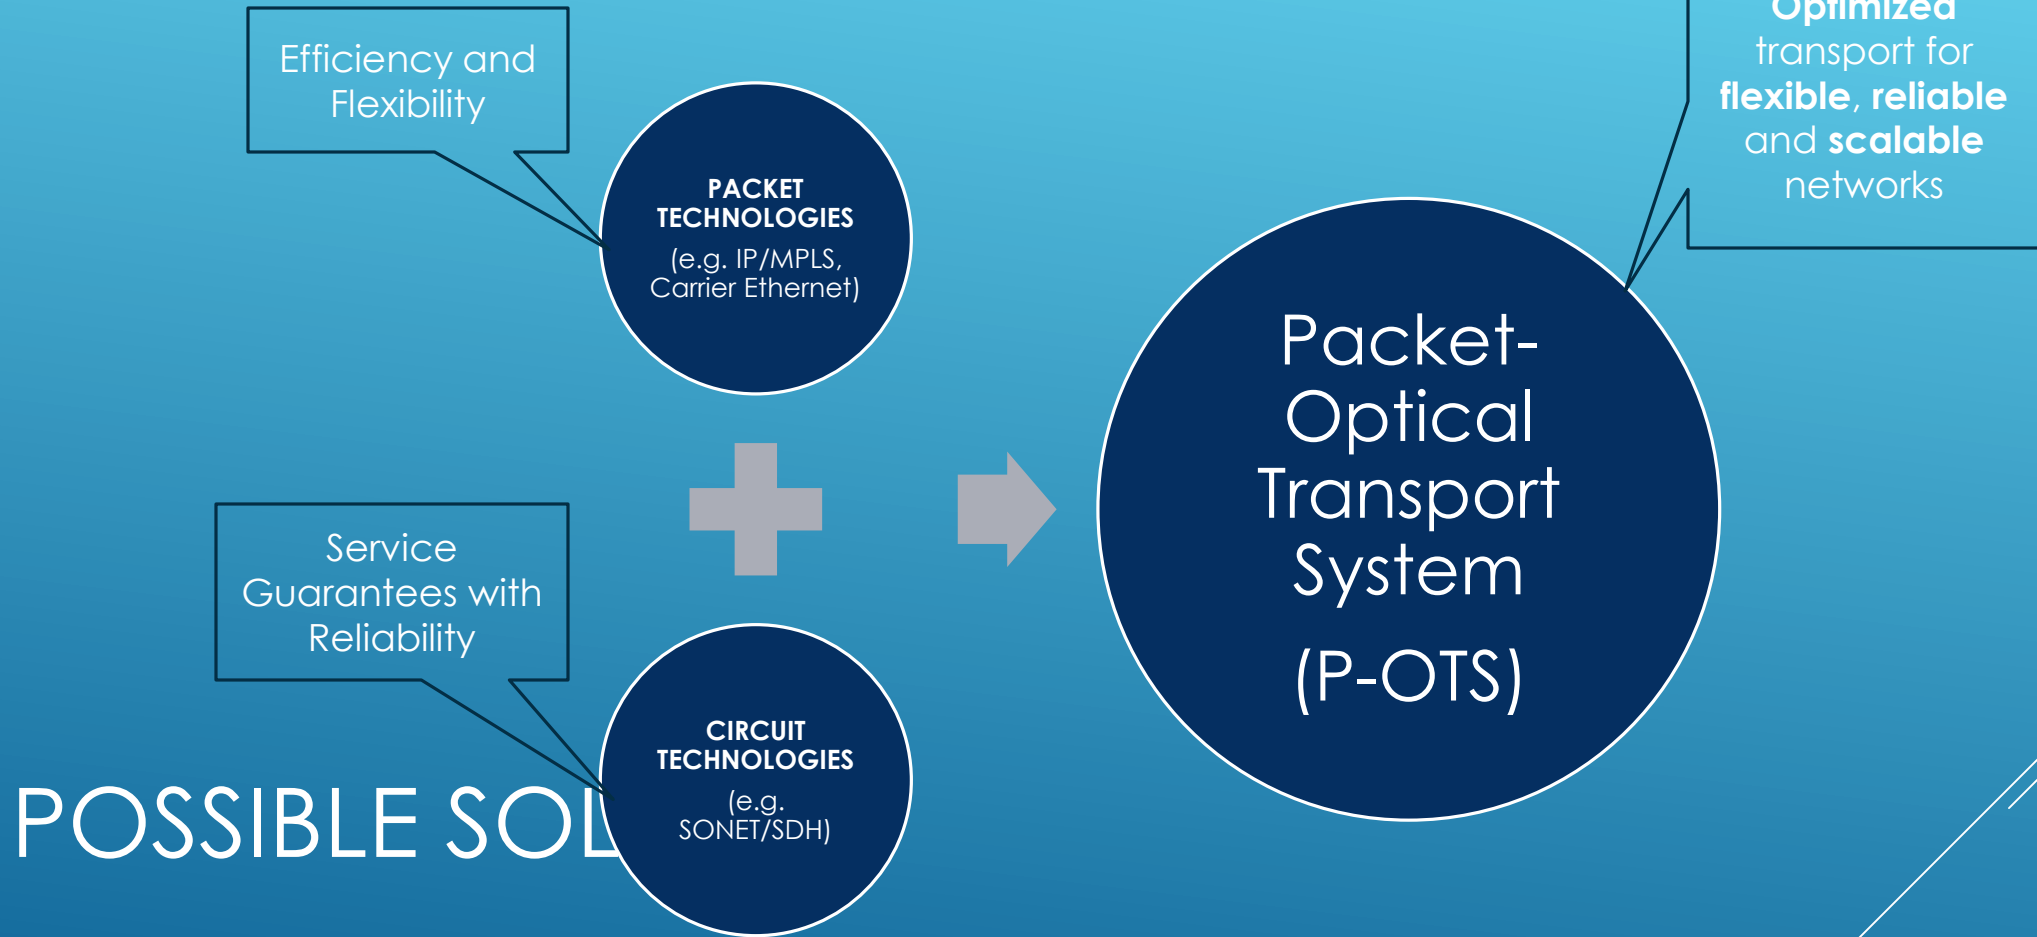 Efficiency and
Flexibility
PACKET
TECHNOLOGIES
(e.g. IP/MPLS,
Carrier Ethernet)
Service
Guarantees with
Reliability
CIRCUIT
TECHNOLOGIES
(e.g.
SONET/SDH)
Packet-
Optical
Transport
System
(P-OTS)
Optimized
transport for
flexible, reliable
and scalable
networks
POSSIBLE SOL